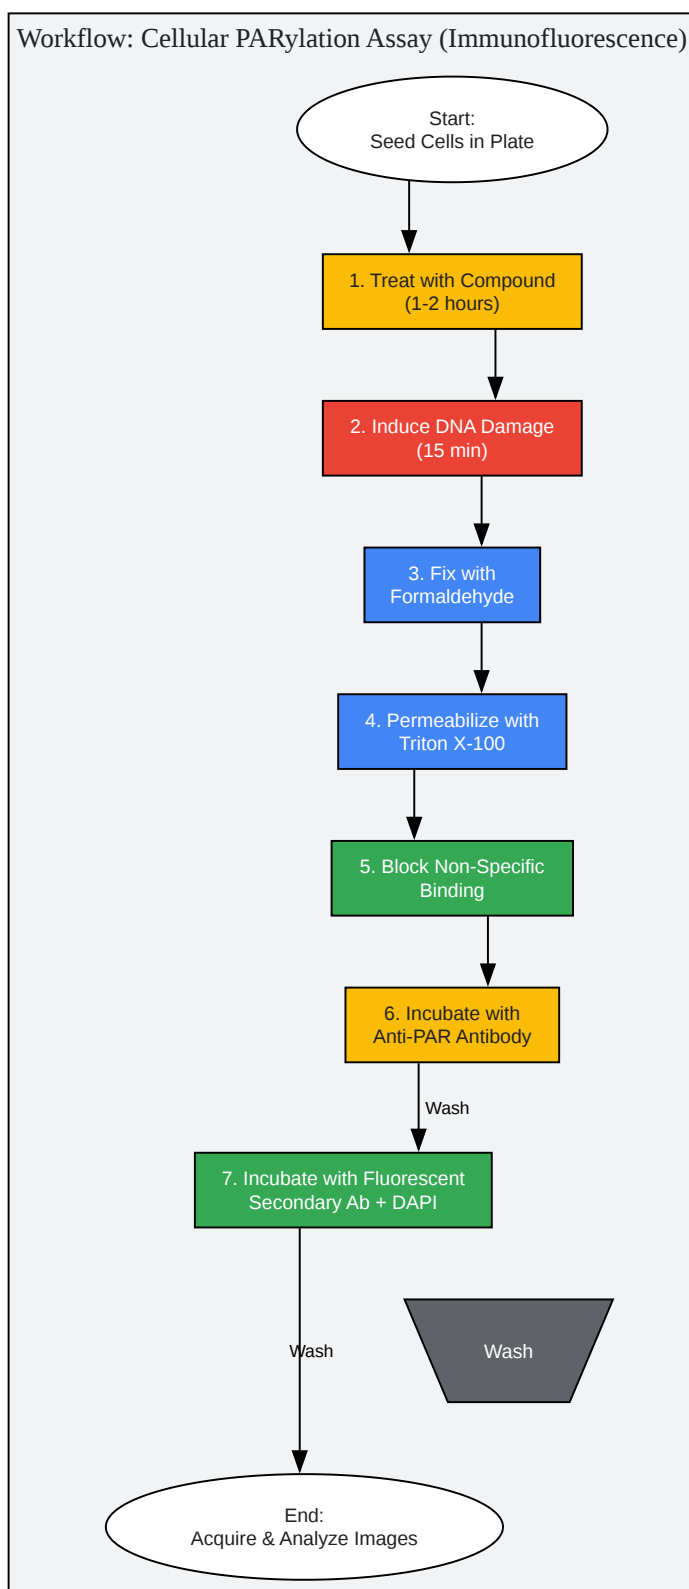 Workflow: Cellular PARylation Assay (Immunofluorescence)
Start:
Seed Cells in Plate
1. Treat with Compound
(1-2 hours)
2. Induce DNA Damage
(15 min)
3. Fix with
Formaldehyde
4. Permeabilize with
Triton X-100
5. Block Non-Specific
Binding
6. Incubate with
Anti-PAR Antibody
Wash
7. Incubate with Fluorescent
Secondary Ab + DAPI
Wash
Wash
End:
Acquire & Analyze Images